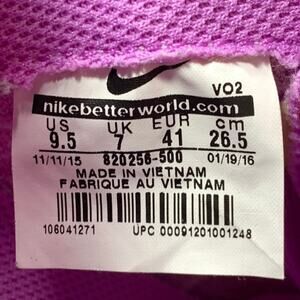 VO2
nikebetterworld.com
US UK EUR cm
9.5 7 41 26.5
11/11/15 820256-500 01/19/16
MADE IN VIETNAM
FABRIQUE AU VIETNAM
106041271 UPC 00091201001248